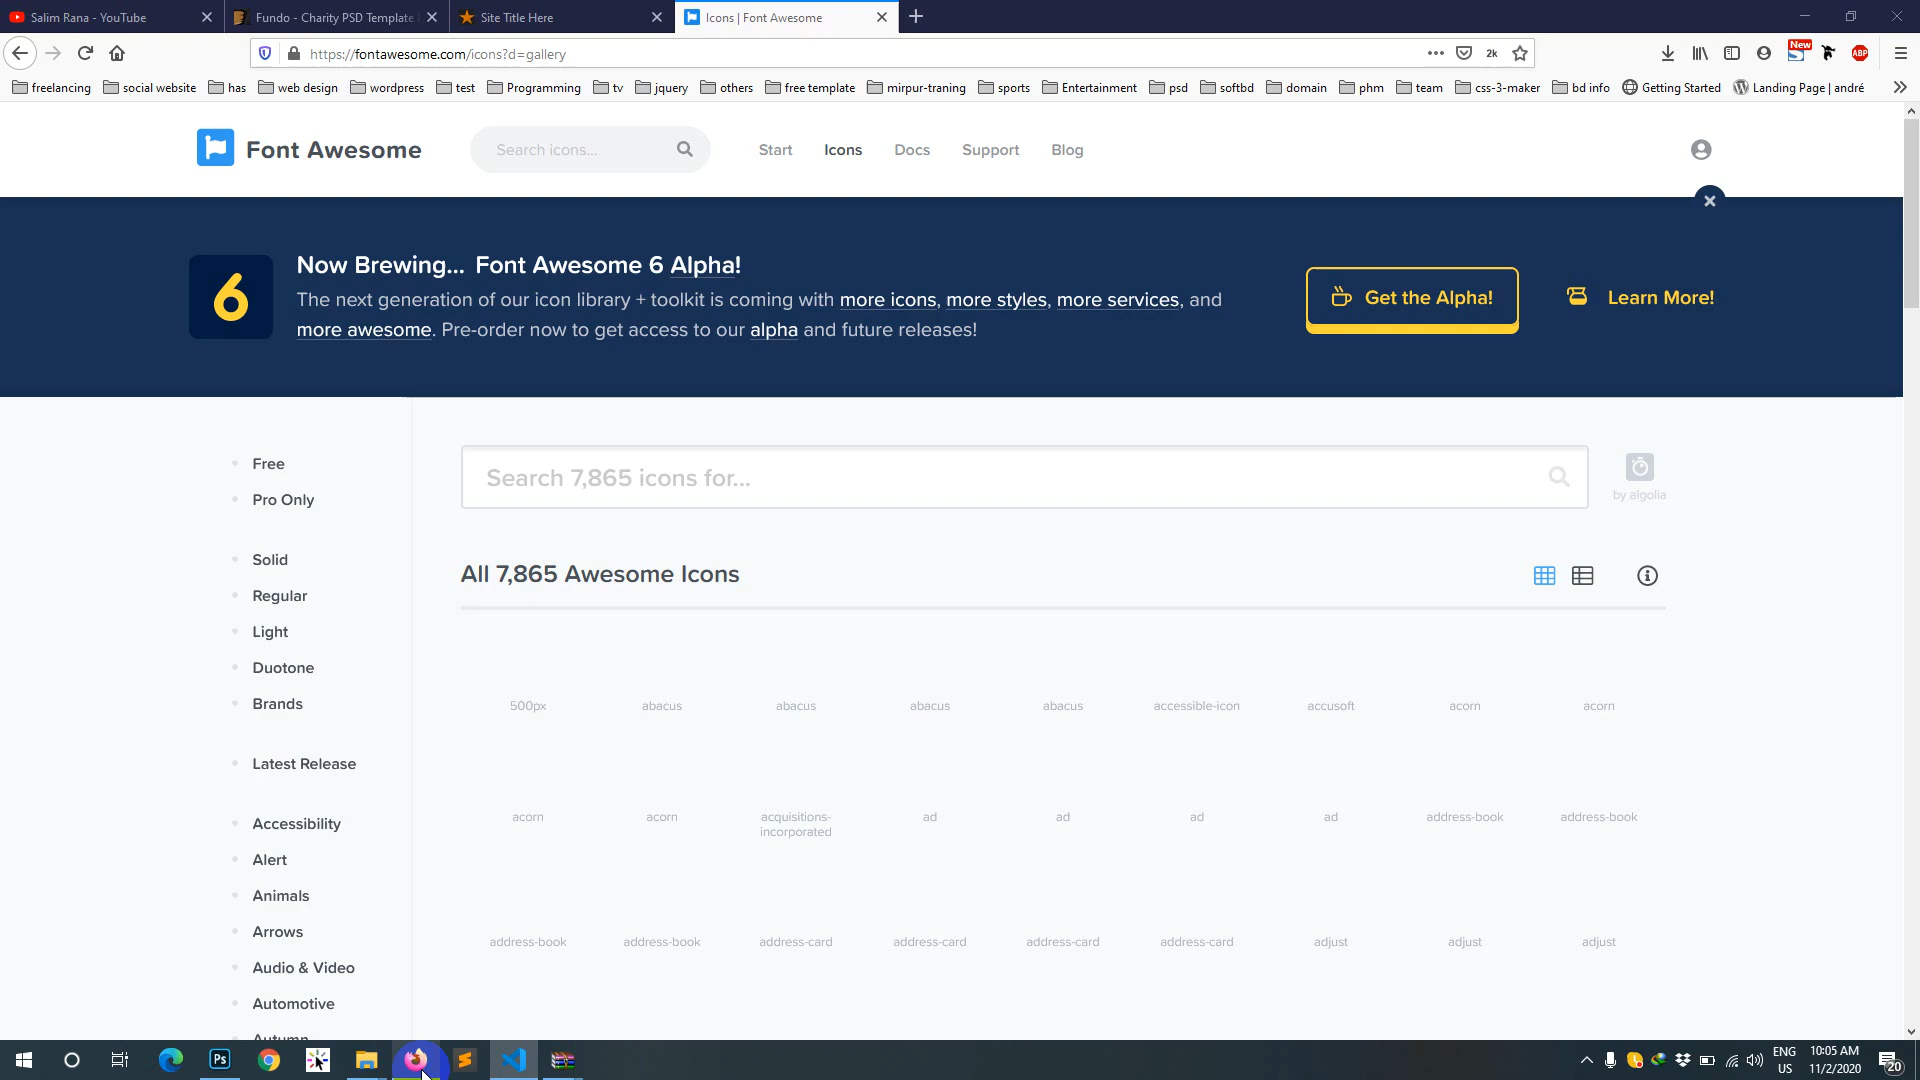 Salim Rana - YouTube
Fundo - Charity PSD Template
Site Title Here
Icons | Font Awesome
https://fontawesome.com/icons?d=gallery
2k
New
ABP
freelancing
social website
has
web design
wordpress
test
Programming
tv
jquery
others
free template
mirpur-traning
sports
Entertainment
psd
softbd
domain
phm
team
css-3-maker
bd info
Getting Started
Landing Page | André
Font Awesome
Search icons...
Start
Icons
Docs
Support
Blog
6
Now Brewing... Font Awesome 6 Alpha!
The next generation of our icon library + toolkit is coming with more icons, more styles, more services, and
more awesome. Pre-order now to get access to our alpha and future releases!
Get the Alpha!
Learn More!
Free
Pro Only
Solid
Regular
Light
Duotone
Brands
Latest Release
Accessibility
Alert
Animals
Arrows
Audio & Video
Automotive
Autumn
Search 7,865 icons for...
by algolia
All 7,865 Awesome Icons
500px abacus abacus abacus abacus accessible-icon accusoft acorn acorn
acorn acorn acquisitions-incorporated ad ad ad ad address-book address-book
address-book address-book address-card address-card address-card address-card adjust adjust adjust
Ps
ENG
US
10:05 AM
11/2/2020
20